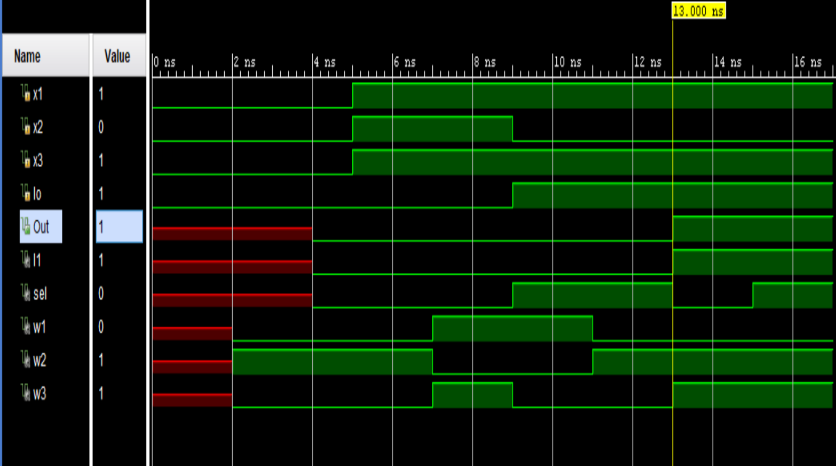 13.000 ns
Name Value
0 ns 2 ns 4 ns 6 ns 8 ns 10 ns 12 ns 14 ns 16 ns
x1 1
x2 0
x3 1
Io 1
Out 1
I1 1
sel 0
w1 0
w2 1
w3 1